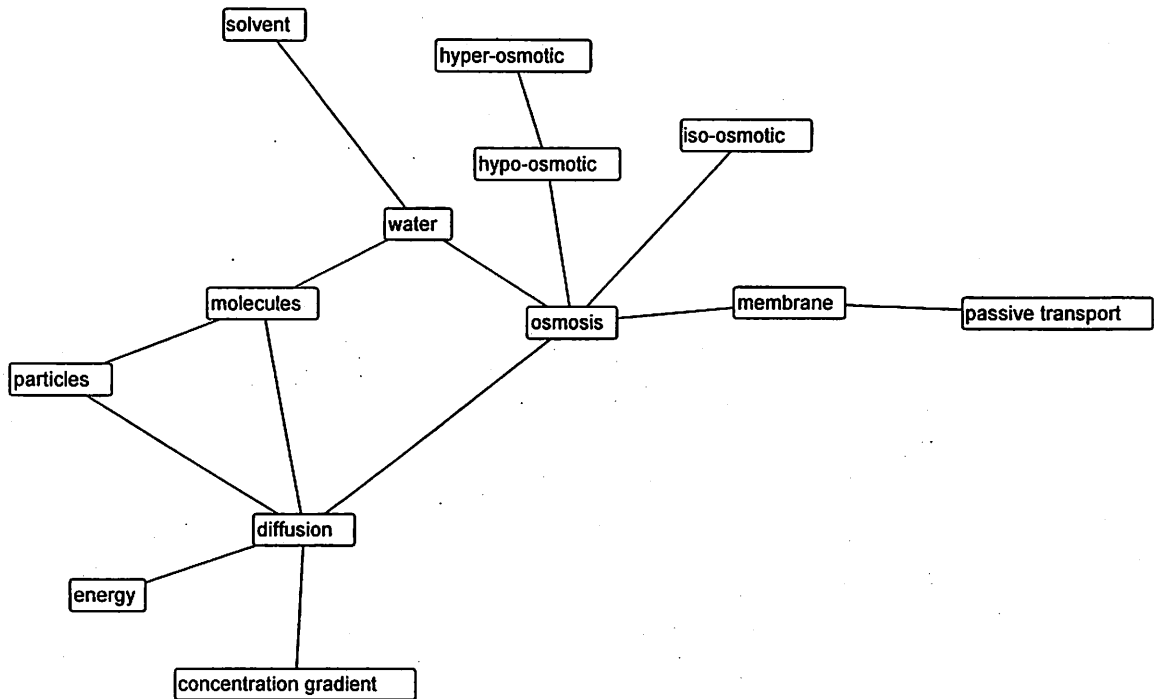 solvent
hyper-osmotic
iso-osmotic
hypo-osmotic
water
molecules
membrane
osmosis
passive transport
particles
diffusion
energy
concentration gradient